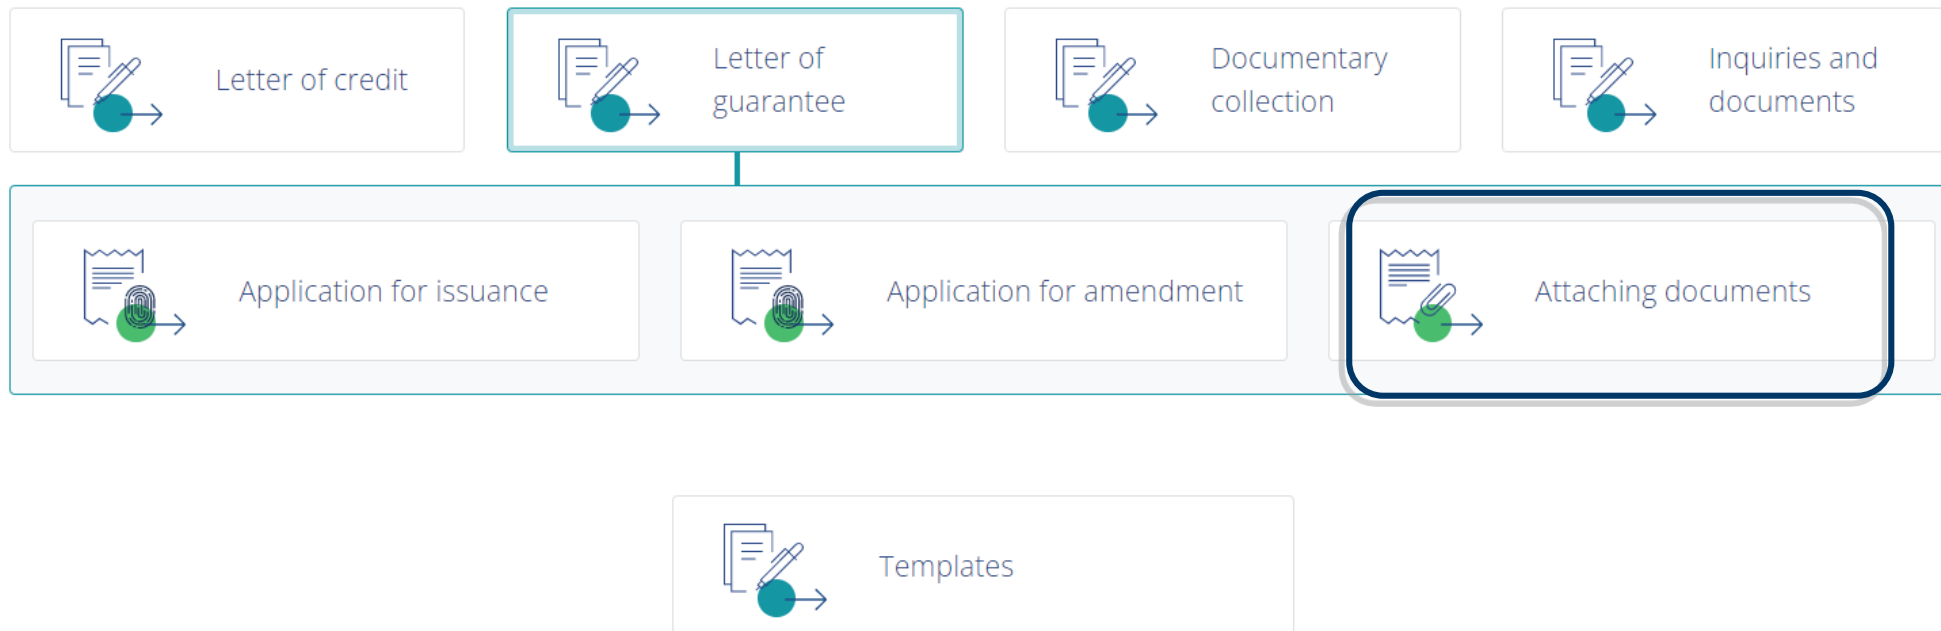 Letter of credit
Letter of
guarantee
Documentary
collection
Inquiries and
documents
Application for issuance
Application for amendment
Attaching documents
Templates